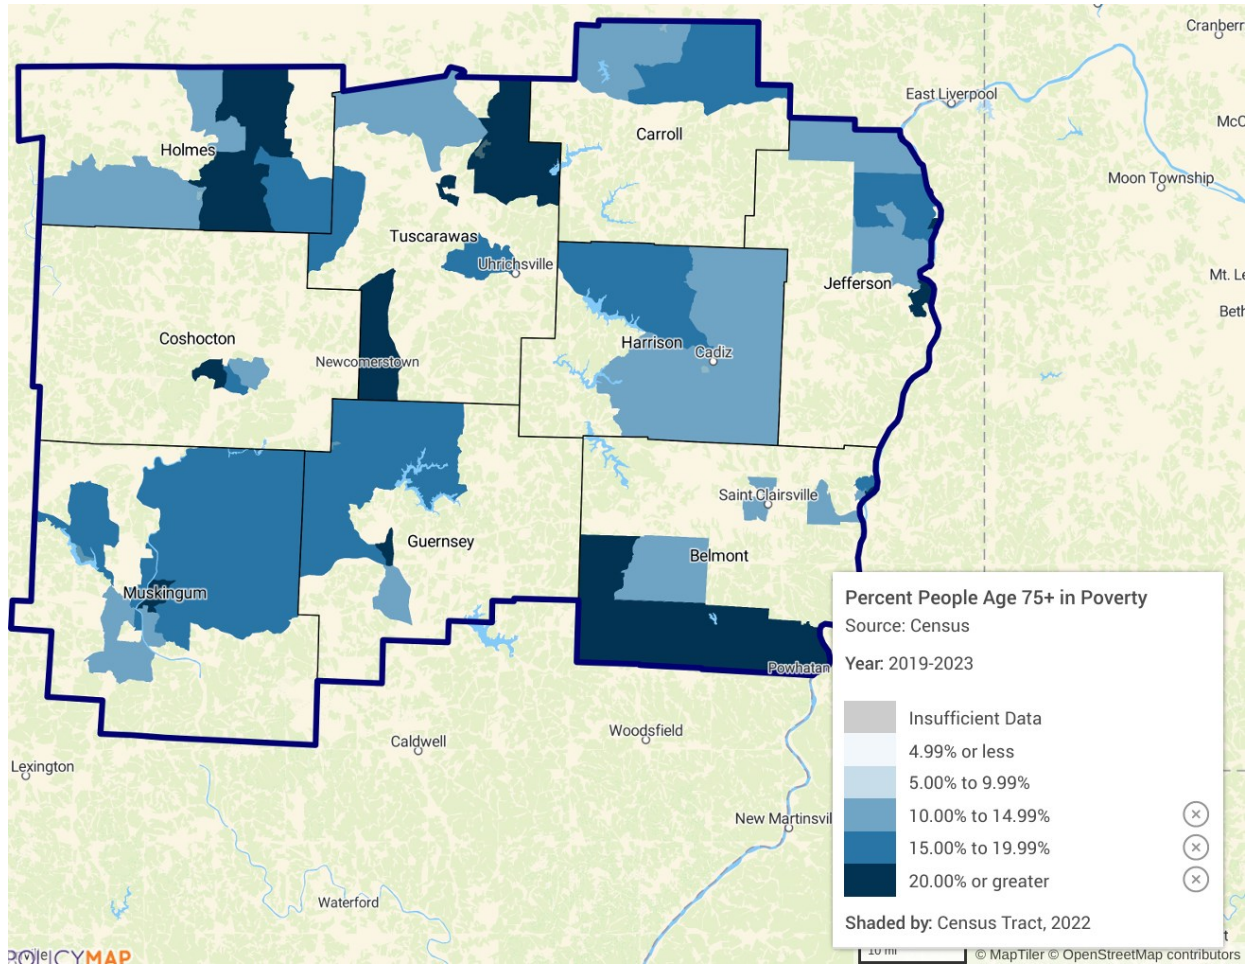 Cranberr
East Liverpool
McC
Carroll
Holmes
Moon Township
Tuscarawas
Uhrichsville
Mt. Le
Jefferson
Beth
Coshocton
Harrison
Cadiz
Newcomerstown
Saint Clairsville
Guernsey
Belmont
Muskingum
Powhatan
Woodsfield
Caldwell
Lexington
New Martinsvil
Waterford
Percent People Age 75+ in Poverty
Source: Census
Year: 2019-2023
Insufficient Data
4.99% or less
5.00% to 9.99%
10.00% to 14.99%
15.00% to 19.99%
20.00% or greater
Shaded by: Census Tract, 2022
10 mi
POLICYMAP
© MapTiler © OpenStreetMap contributors